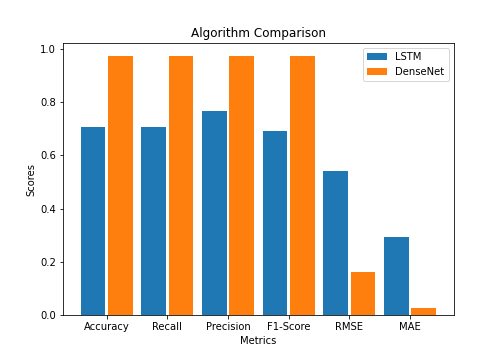 Algorithm Comparison
LSTM
DenseNet
1.0
0.8
0.6
0.4
0.2
0.0
Scores
Accuracy Recall Precision F1-Score RMSE MAE
Metrics